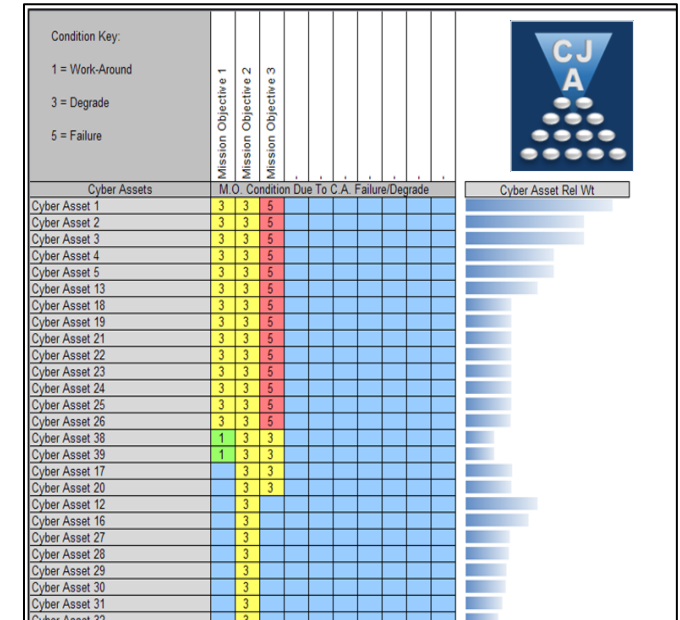 Condition Key:
1 = Work-Around
3 = Degrade
5 = Failure
Mission Objective 1
Mission Objective 2
Mission Objective 3
-
-
-
-
-
-
-
CJ
A
Cyber Assets M.O. Condition Due To C.A. Failure/Degrade Cyber Asset Rel Wt
Cyber Asset 1 3 3 5
Cyber Asset 2 3 3 5
Cyber Asset 3 3 3 5
Cyber Asset 4 3 3 5
Cyber Asset 5 3 3 5
Cyber Asset 13 3 3 5
Cyber Asset 18 3 3 5
Cyber Asset 19 3 3 5
Cyber Asset 21 3 3 5
Cyber Asset 22 3 3 5
Cyber Asset 23 3 3 5
Cyber Asset 24 3 3 5
Cyber Asset 25 3 3 5
Cyber Asset 26 3 3 5
Cyber Asset 38 1 3 3
Cyber Asset 39 1 3 3
Cyber Asset 17 3 3
Cyber Asset 20 3 3
Cyber Asset 12 3
Cyber Asset 16 3
Cyber Asset 27 3
Cyber Asset 28 3
Cyber Asset 29 3
Cyber Asset 30 3
Cyber Asset 31 3
Cyber Asset 32 3